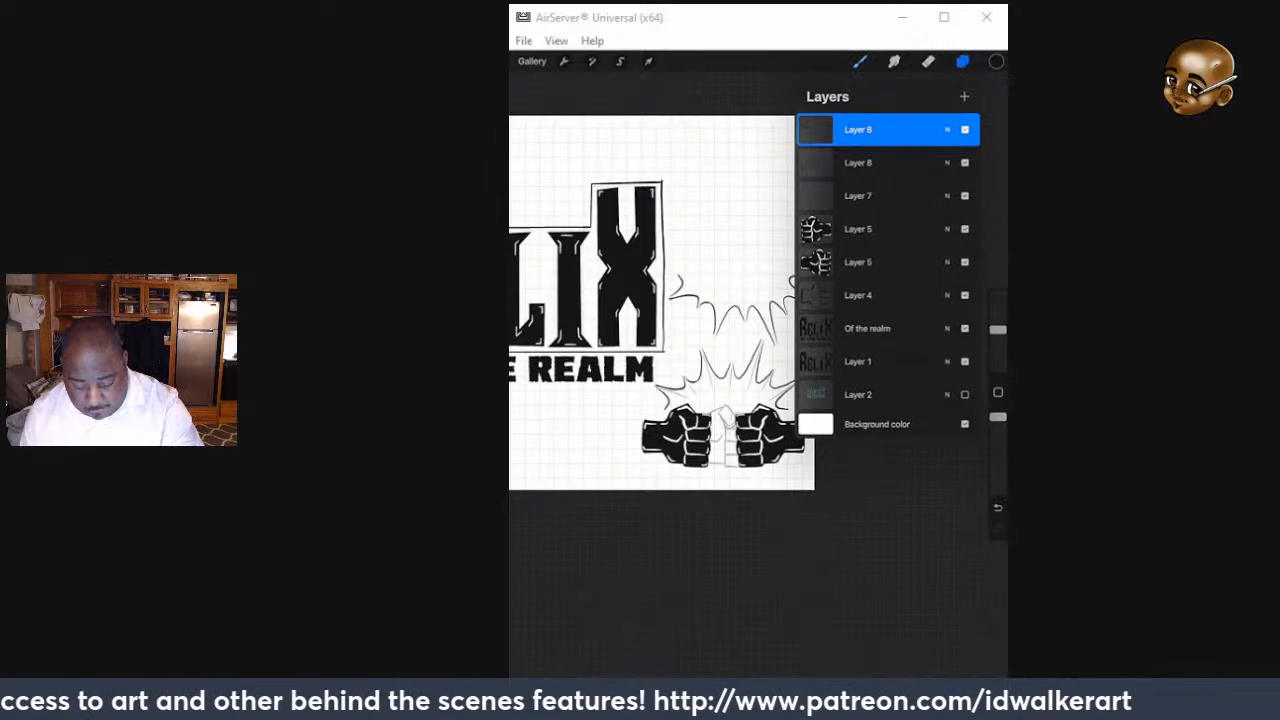 AirServer® Universal (x64)
File View Help
Gallery
Layers
Layer 8 N
Layer 8 N
Layer 7 N
Layer 5 N
Layer 5 N
Layer 4 N
Of the realm N
Layer 1 N
Layer 2 N
Background color
LIX
E REALM
ccess to art and other behind the scenes features! http://www.patreon.com/idwalkerart